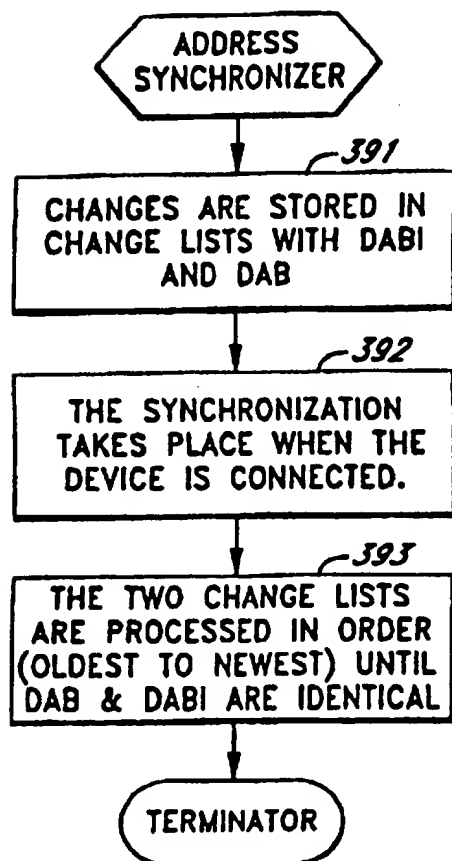 ADDRESS
SYNCHRONIZER
391
CHANGES ARE STORED IN
CHANGE LISTS WITH DABI
AND DAB
392
THE SYNCHRONIZATION
TAKES PLACE WHEN THE
DEVICE IS CONNECTED.
393
THE TWO CHANGE LISTS
ARE PROCESSED IN ORDER
(OLDEST TO NEWEST) UNTIL
DAB & DABI ARE IDENTICAL
TERMINATOR